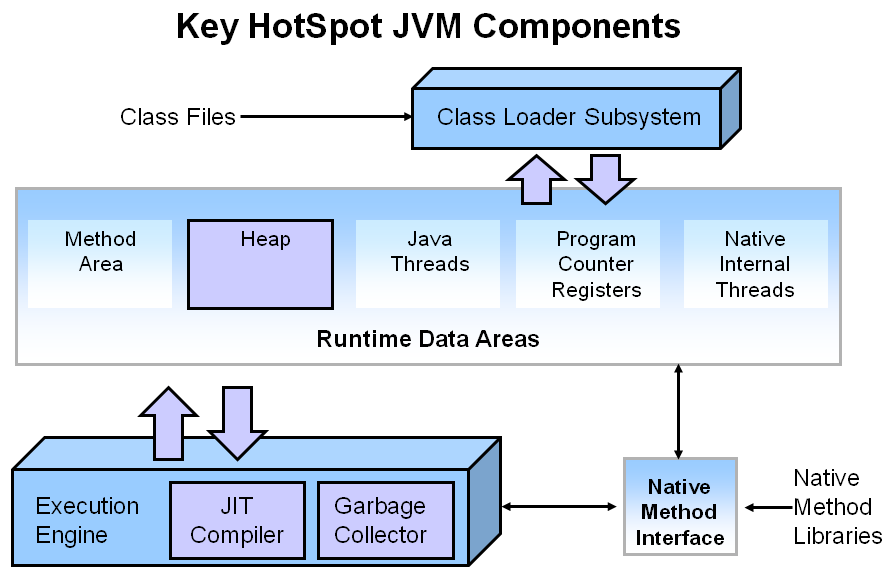 Key HotSpot JVM Components
Class Files
Class Loader Subsystem
Method
Area
Heap
Java
Threads
Program
Counter
Registers
Native
Internal
Threads
Runtime Data Areas
Execution
Engine
JIT
Compiler
Garbage
Collector
Native
Method
Interface
Native
Method
Libraries